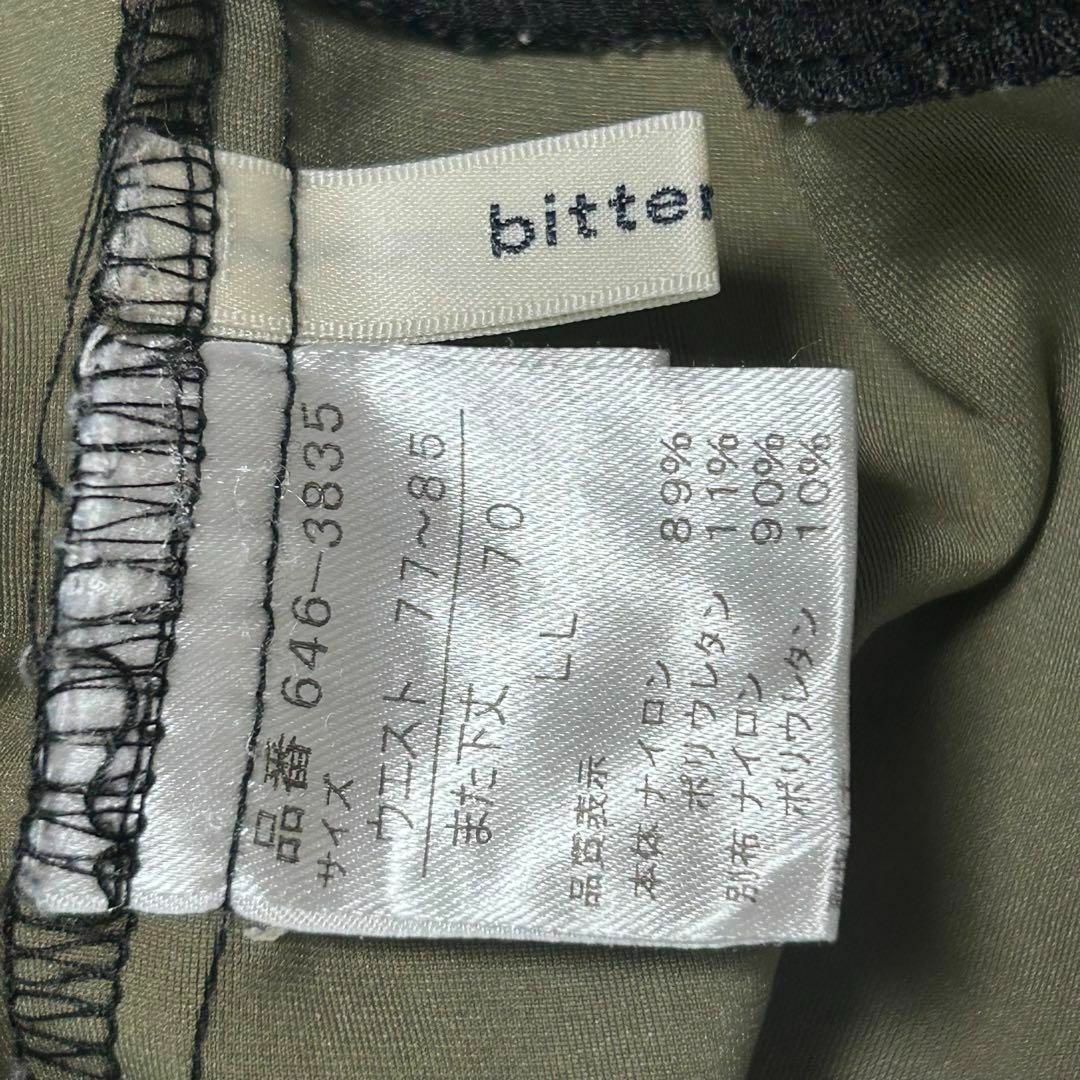 bitter
品番 646-3835
サイズ
ウエスト 77~85
また下丈 70
LL
品質表示
本体 ナイロン 89%
ポリウレタン 11%
別布 ナイロン 90%
ポリウレタン 10%